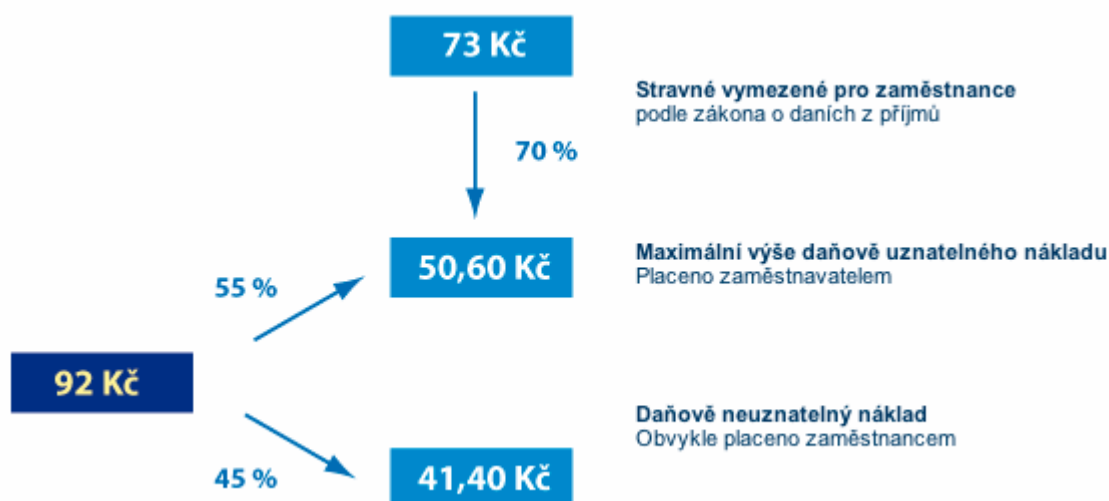 73 Kč
Stravné vymezené pro zaměstnance
podle zákona o daních z příjmů
70 %
50,60 Kč
Maximální výše daňově uznatelného nákladu
Placeno zaměstnavatelem
55 %
92 Kč
Daňově neuznatelný náklad
Obvykle placeno zaměstnancem
45 %
41,40 Kč